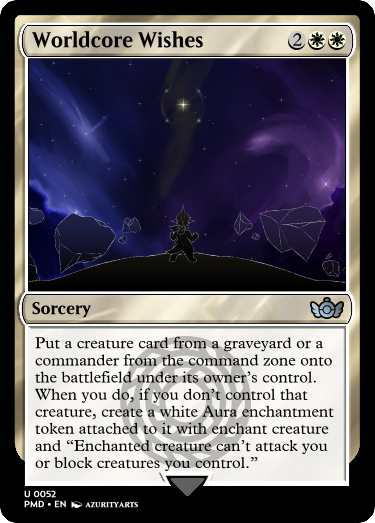 Worldcore Wishes 2
Sorcery
Put a creature card from a graveyard or a
commander from the command zone onto
the battlefield under its owner's control.
When you do, if you don't control that
creature, create a white Aura enchantment
token attached to it with enchant creature
and “Enchanted creature can't attack you
or block creatures you control.”
U 0052
PMD • EN AZURITYARTS